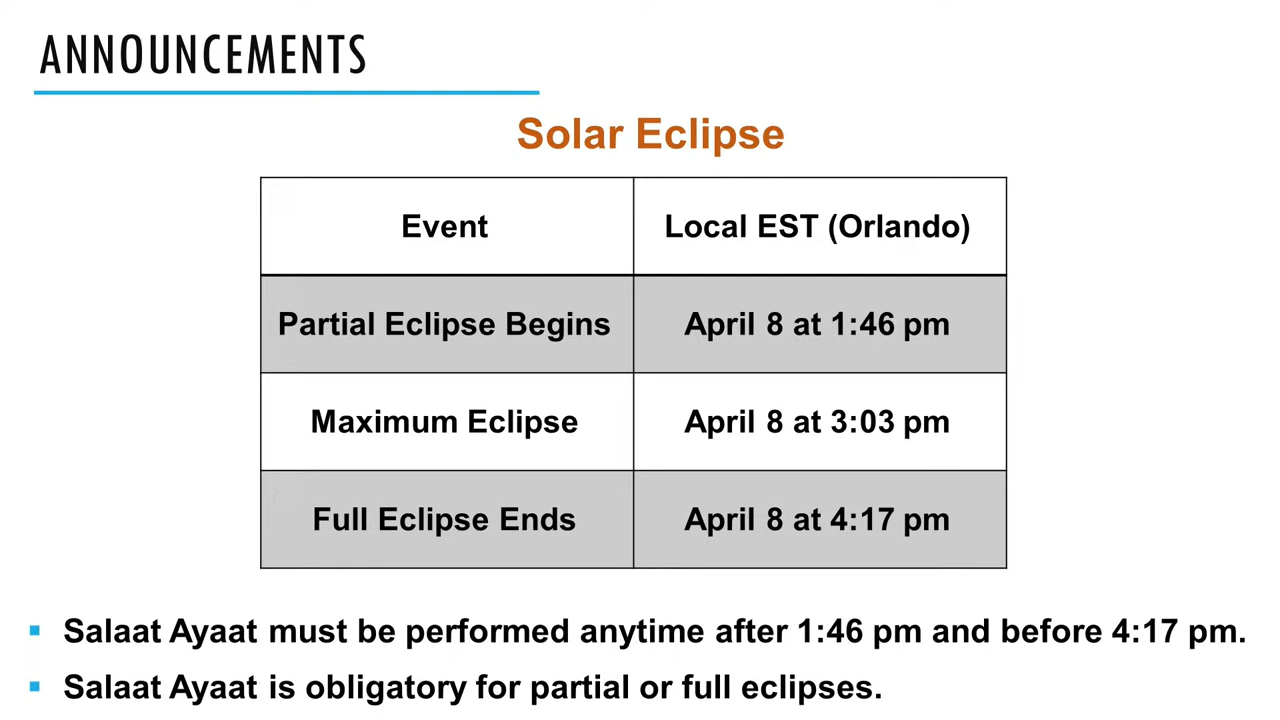 ANNOUNCEMENTS
Solar Eclipse
Event Local EST (Orlando)
Partial Eclipse Begins April 8 at 1:46 pm
Maximum Eclipse April 8 at 3:03 pm
Full Eclipse Ends April 8 at 4:17 pm
▪ Salaat Ayaat must be performed anytime after 1:46 pm and before 4:17 pm.
▪ Salaat Ayaat is obligatory for partial or full eclipses.